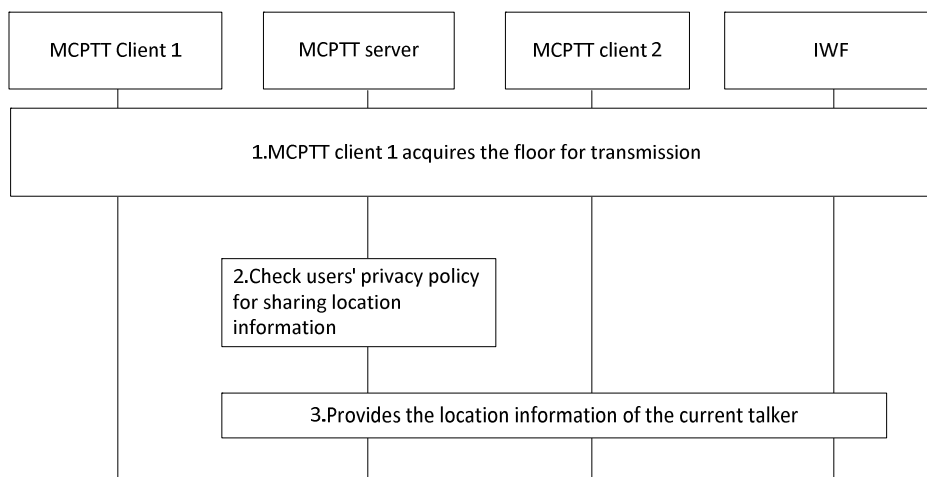 MCPTT Client 1
MCPTT server
MCPTT client 2
IWF
1.MCPTT client 1 acquires the floor for transmission
2.Check users' privacy policy
for sharing location
information
3.Provides the location information of the current talker